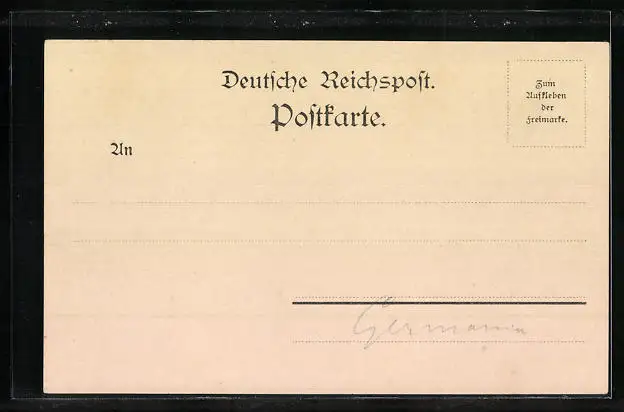 Deutsche Reichspost.
Postkarte.
Zum
Aufkleben
der
Freimarke.
An
Germania